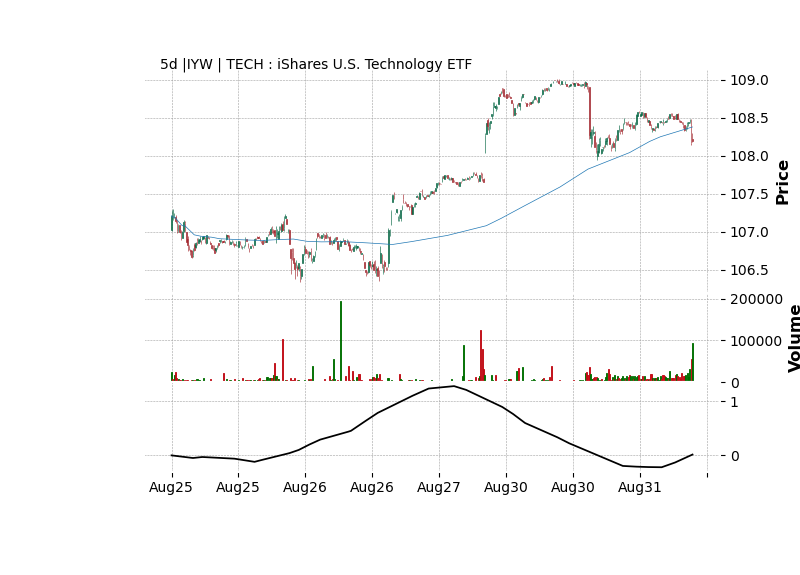 5d |IYW | TECH : iShares U.S. Technology ETF
109.0
108.5
108.0
107.5
107.0
106.5
Price
200000
100000
0
Volume
1
0
Aug25 Aug25 Aug26 Aug26 Aug27 Aug30 Aug30 Aug31